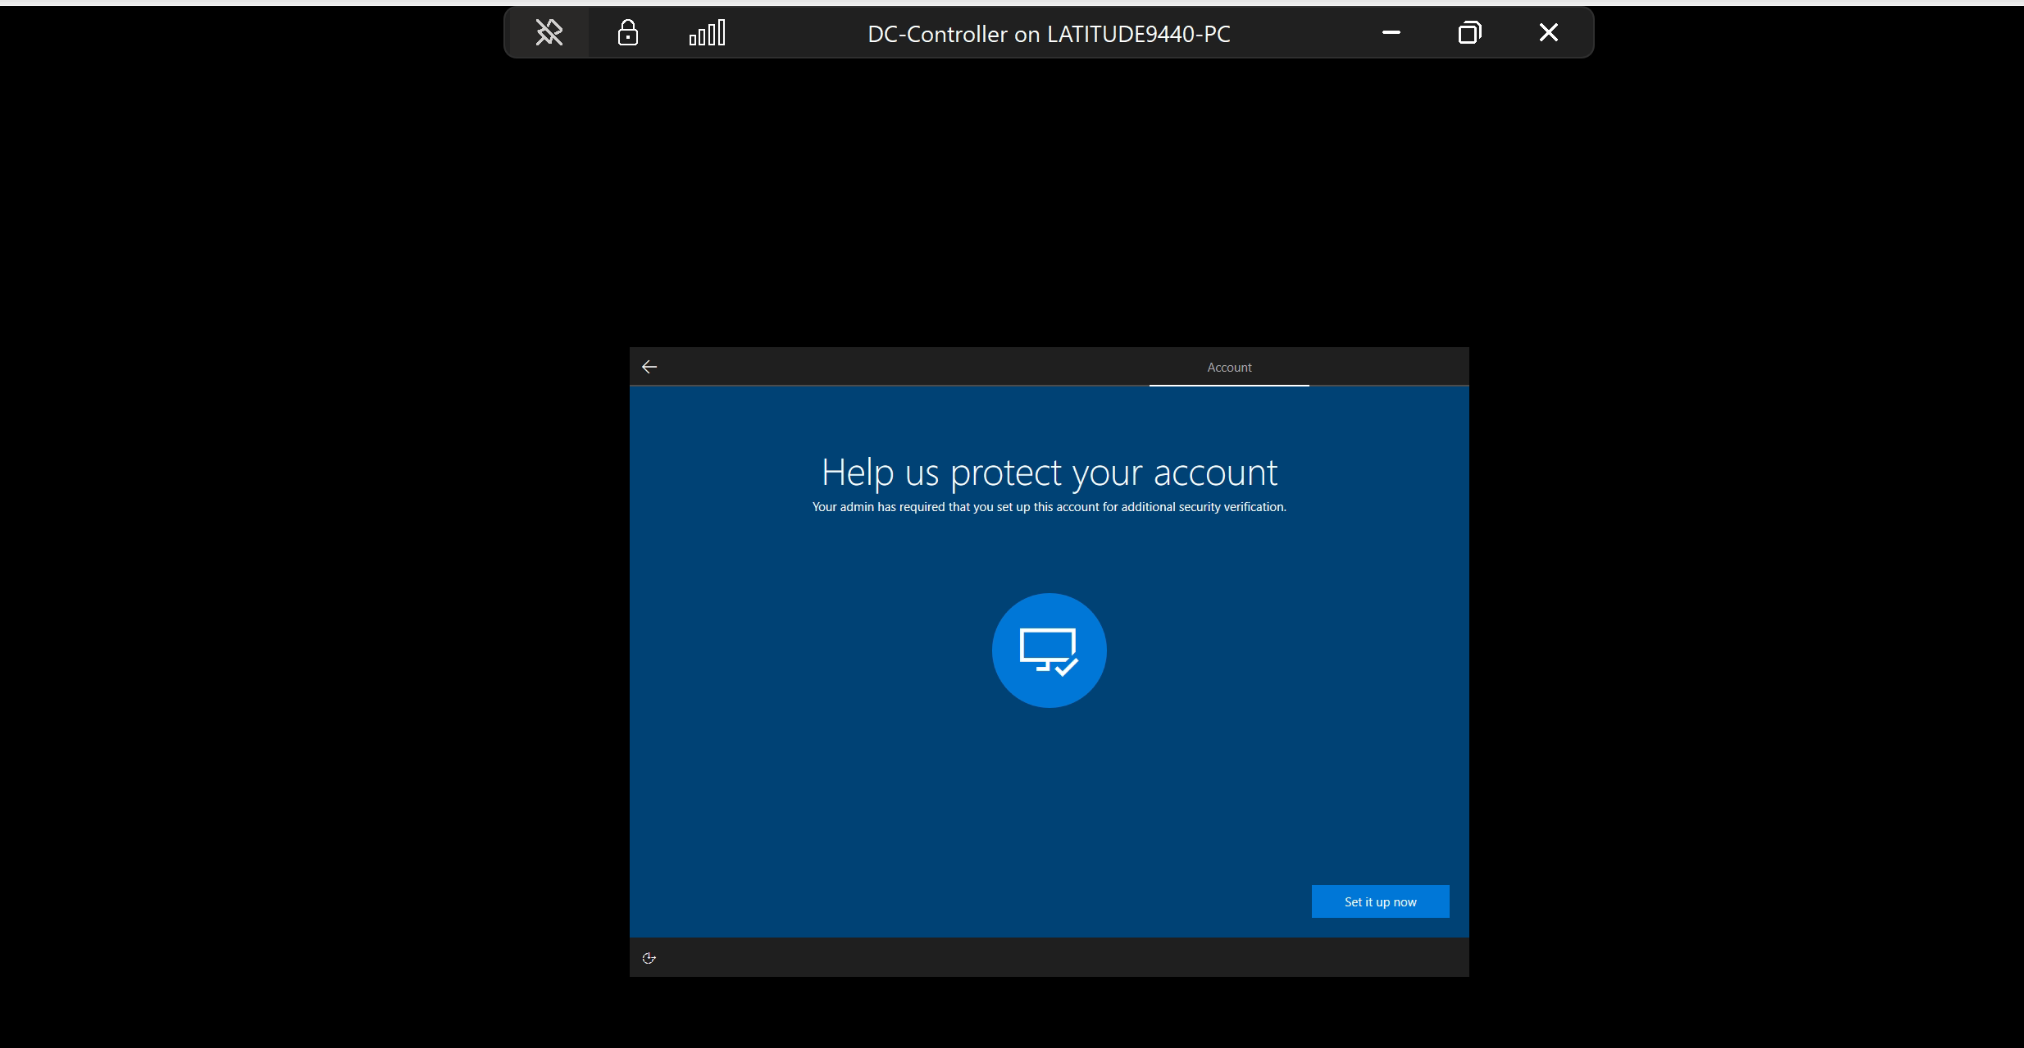 DC-Controller on LATITUDE9440-PC
Account
Help us protect your account
Your admin has required that you set up this account for additional security verification.
Set it up now